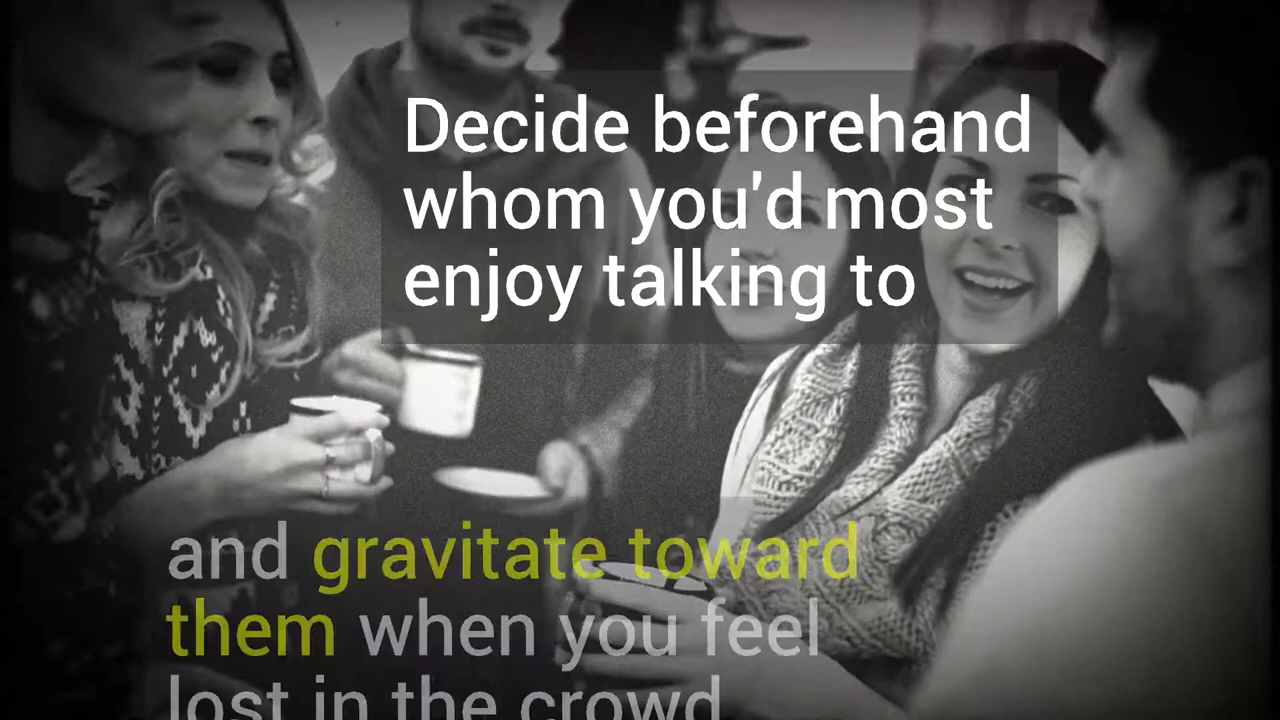 Decide beforehand
whom you'd most
enjoy talking to
and gravitate toward
them when you feel
lost in the crowd